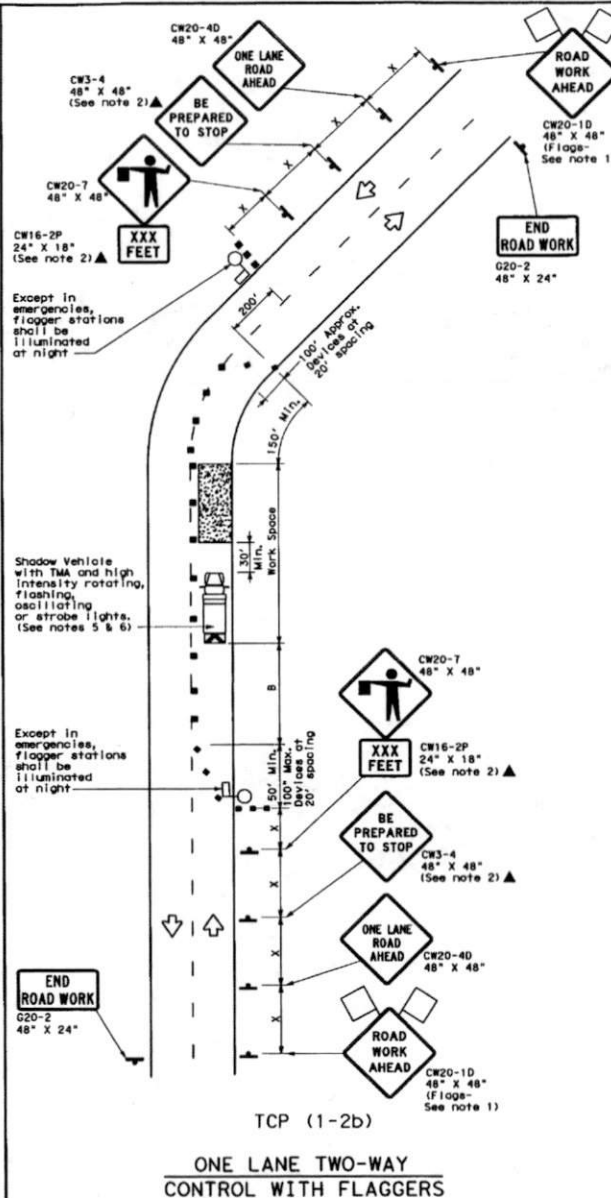 CW20-4D
48" X 48"
ONE LANE
ROAD
AHEAD
ROAD
WORK
AHEAD
CW3-4
48" X 48"
(See note 2)▲
BE
PREPARED
TO STOP
X
X
X
X
CW20-1D
48" X 48"
(Flags-
See note 1)
CW20-7
48" X 48"
XXX
FEET
CW16-2P
24" X 18"
(See note 2)▲
END
ROAD WORK
G20-2
48" X 24"
Except in
emergencies,
flagger stations
shall be
illuminated
at night
200'
100' Approx.
Devices at
20' spacing
150' Min.
Work Space
30'
Min.
Shadow Vehicle
with TMA and high
intensity rotating,
flashing,
oscillating
or strobe lights.
(See notes 5 & 6)
B
CW20-7
48" X 48"
XXX
FEET
CW16-2P
24" X 18"
(See note 2)▲
Except in
emergencies,
flagger stations
shall be
illuminated
at night
50' Min.
100" Max.
Devices at
20' spacing
X
X
X
X
BE
PREPARED
TO STOP
CW3-4
48" X 48"
(See note 2)▲
ONE LANE
ROAD
AHEAD
CW20-4D
48" X 48"
END
ROAD WORK
G20-2
48" X 24"
ROAD
WORK
AHEAD
CW20-1D
48" X 48"
(Flags-
See note 1)
TCP (1-2b)
ONE LANE TWO-WAY
CONTROL WITH FLAGGERS